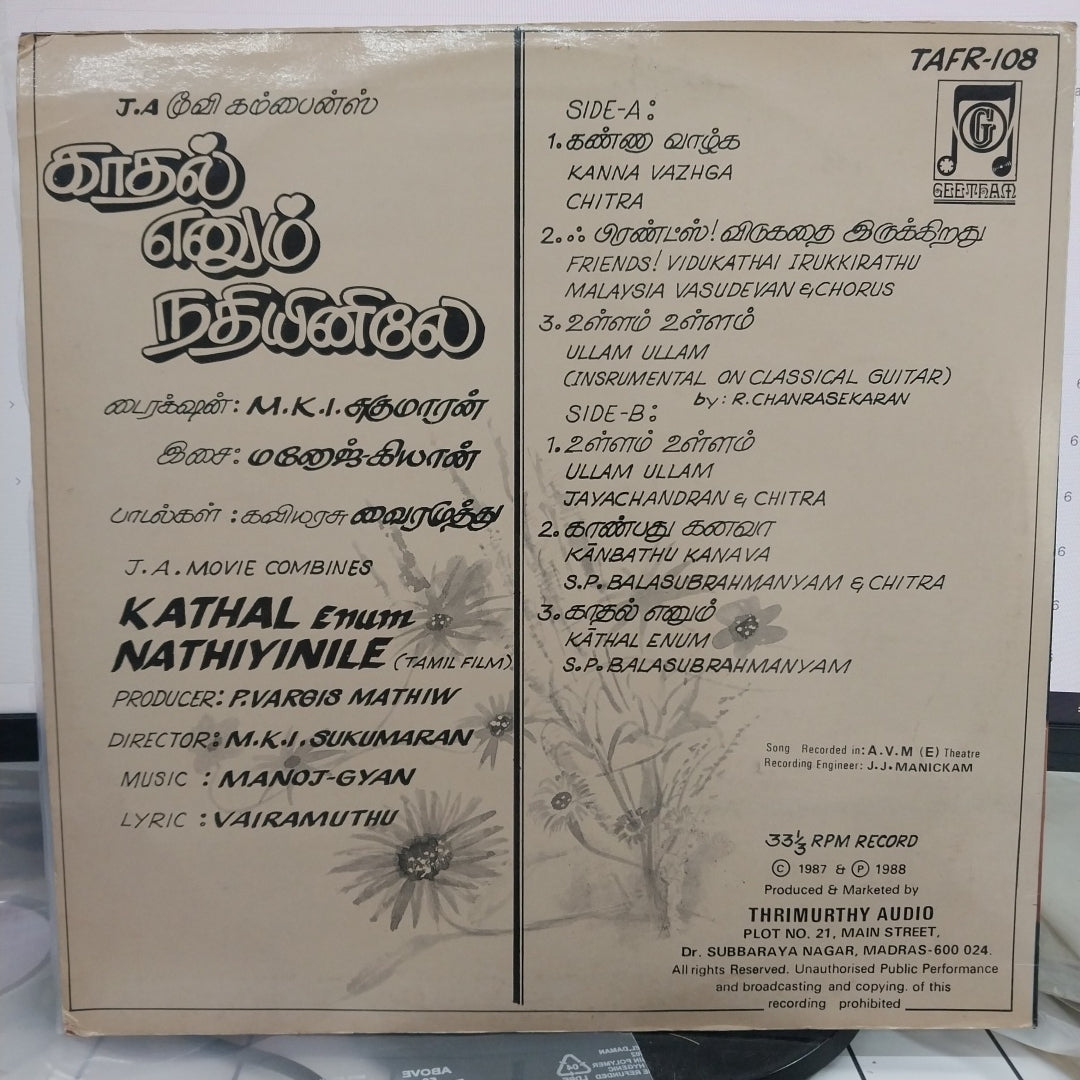 J.A மூவி கம்பைன்ஸ்
காதல்
எனும்
நதியினிலே
டைரக்ஷன்: M.K.I. சுகுமாரன்
இசை: மனோஜ்-கியான்
பாடல்கள் : கவியரசு வைரமுத்து
J.A. MOVIE COMBINES
KATHAL Enum
NATHIYINILE (TAMIL FILM)
PRODUCER: P.VARGIS MATHIW
DIRECTOR: M.K.I. SUKUMARAN
MUSIC : MANOJ-GYAN
LYRIC : VAIRAMUTHU
TAFR-108
G
GEETHAM
SIDE-A:
1. கண்ணா வாழ்க
KANNA VAZHGA
CHITRA
2. ஃ பிரண்ட்ஸ்! விடுகதை இருக்கிறது
FRIENDS! VIDUKATHAI IRUKKIRATHU
MALAYSIA VASUDEVAN & CHORUS
3. உள்ளம் உள்ளம்
ULLAM ULLAM
(INSRUMENTAL ON CLASSICAL GUITAR)
by: R.CHANRASEKARAN
SIDE-B:
1. உள்ளம் உள்ளம்
ULLAM ULLAM
JAYACHANDRAN & CHITRA
2. காண்பது கனவா
KĀNBATHU KANAVA
S.P. BALASUBRAHMANYAM & CHITRA
3. காதல் எனும்
KĀTHAL ENUM
S.P. BALASUBRAHMANYAM
Song Recorded in: A.V.M (E) Theatre
Recording Engineer: J.J.MANICKAM
33⅓ RPM RECORD
© 1987 & ℗ 1988
Produced & Marketed by
THRIMURTHY AUDIO
PLOT NO. 21, MAIN STREET,
Dr. SUBBARAYA NAGAR, MADRAS-600 024.
All rights Reserved. Unauthorised Public Performance
and broadcasting and copying. of this
recording prohibited
ABOVE